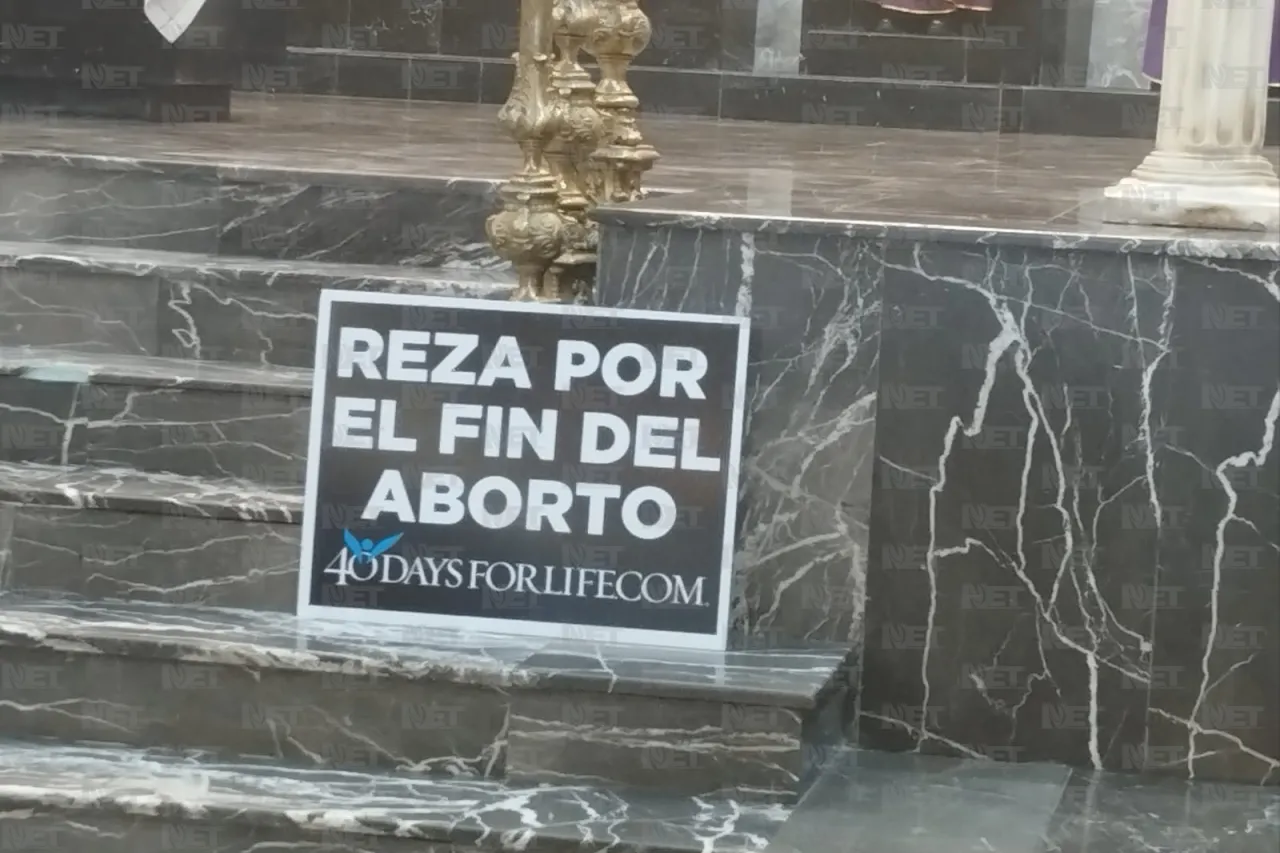 REZA POR
EL FIN DEL
ABORTO
40DAYSFORLIFE.COM